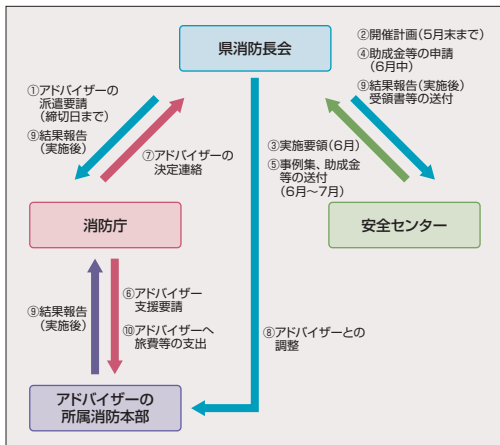 県消防長会
②開催計画(5月末まで)
④助成金等の申請
(6月中)
⑨結果報告(実施後)
受領書等の送付
①アドバイザーの
派遣要請
(締切日まで)
⑨結果報告
(実施後)
⑦アドバイザーの
決定連絡
③実施要領(6月)
⑤事例集、助成金
等の送付
(6月〜7月)
消防庁
安全センター
⑨結果報告
(実施後)
⑥アドバイザー
支援要請
⑩アドバイザーへ
旅費等の支出
⑧アドバイザーとの
調整
アドバイザーの
所属消防本部